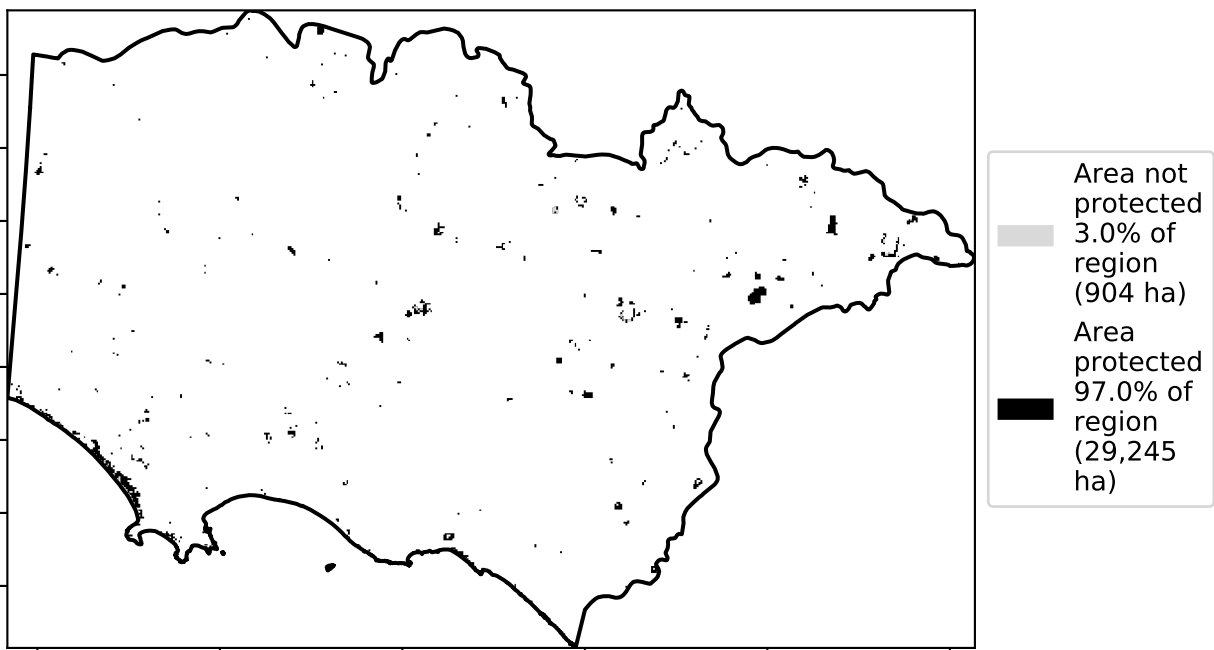 Area not
protected
3.0% of
region
(904 ha)
Area
protected
97.0% of
region
(29,245
ha)